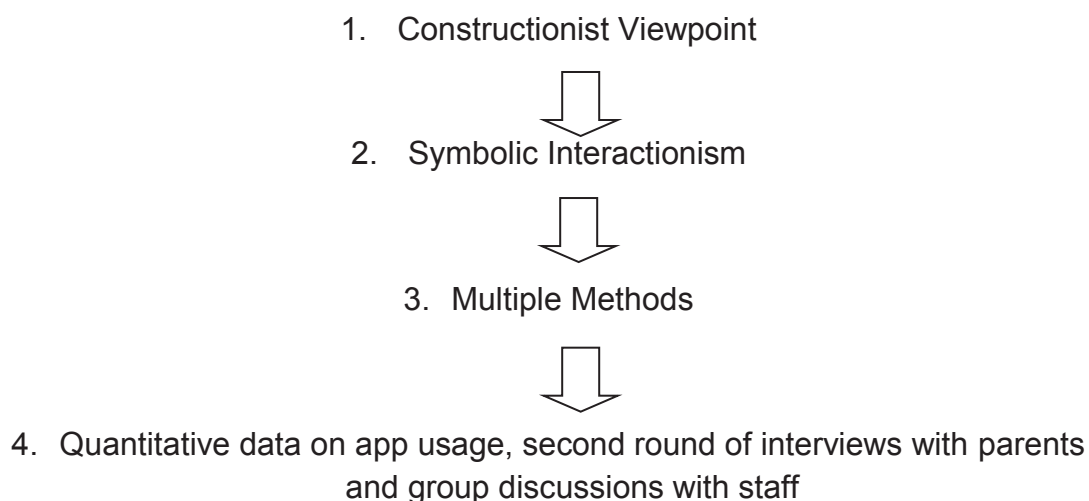 1. Constructionist Viewpoint
2. Symbolic Interactionism
3. Multiple Methods
4. Quantitative data on app usage, second round of interviews with parents
and group discussions with staff